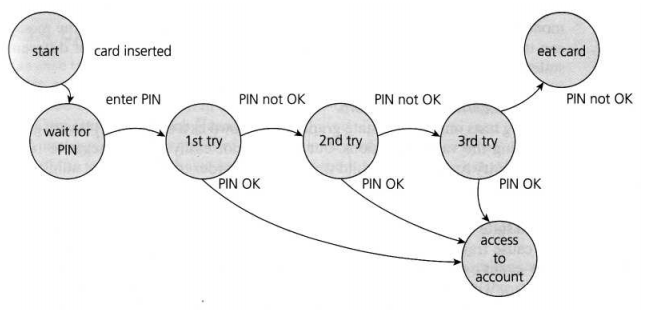 start
card inserted
eat card
enter PIN
PIN not OK
PIN not OK
PIN not OK
wait for
PIN
1st try
2nd try
3rd try
PIN OK
PIN OK
PIN OK
access
to
account